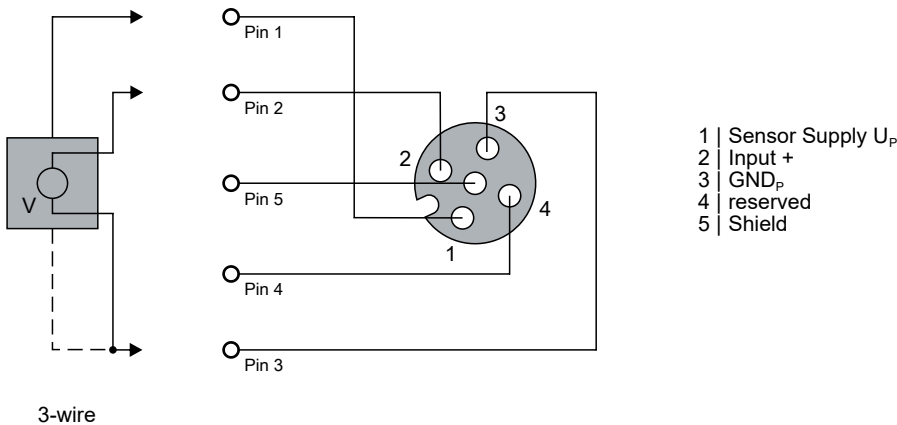 Pin 1
Pin 2
3
2
V
Pin 5
4
1
Pin 4
Pin 3
3-wire
1 | Sensor Supply Uₚ
2 | Input +
3 | GNDₚ
4 | reserved
5 | Shield